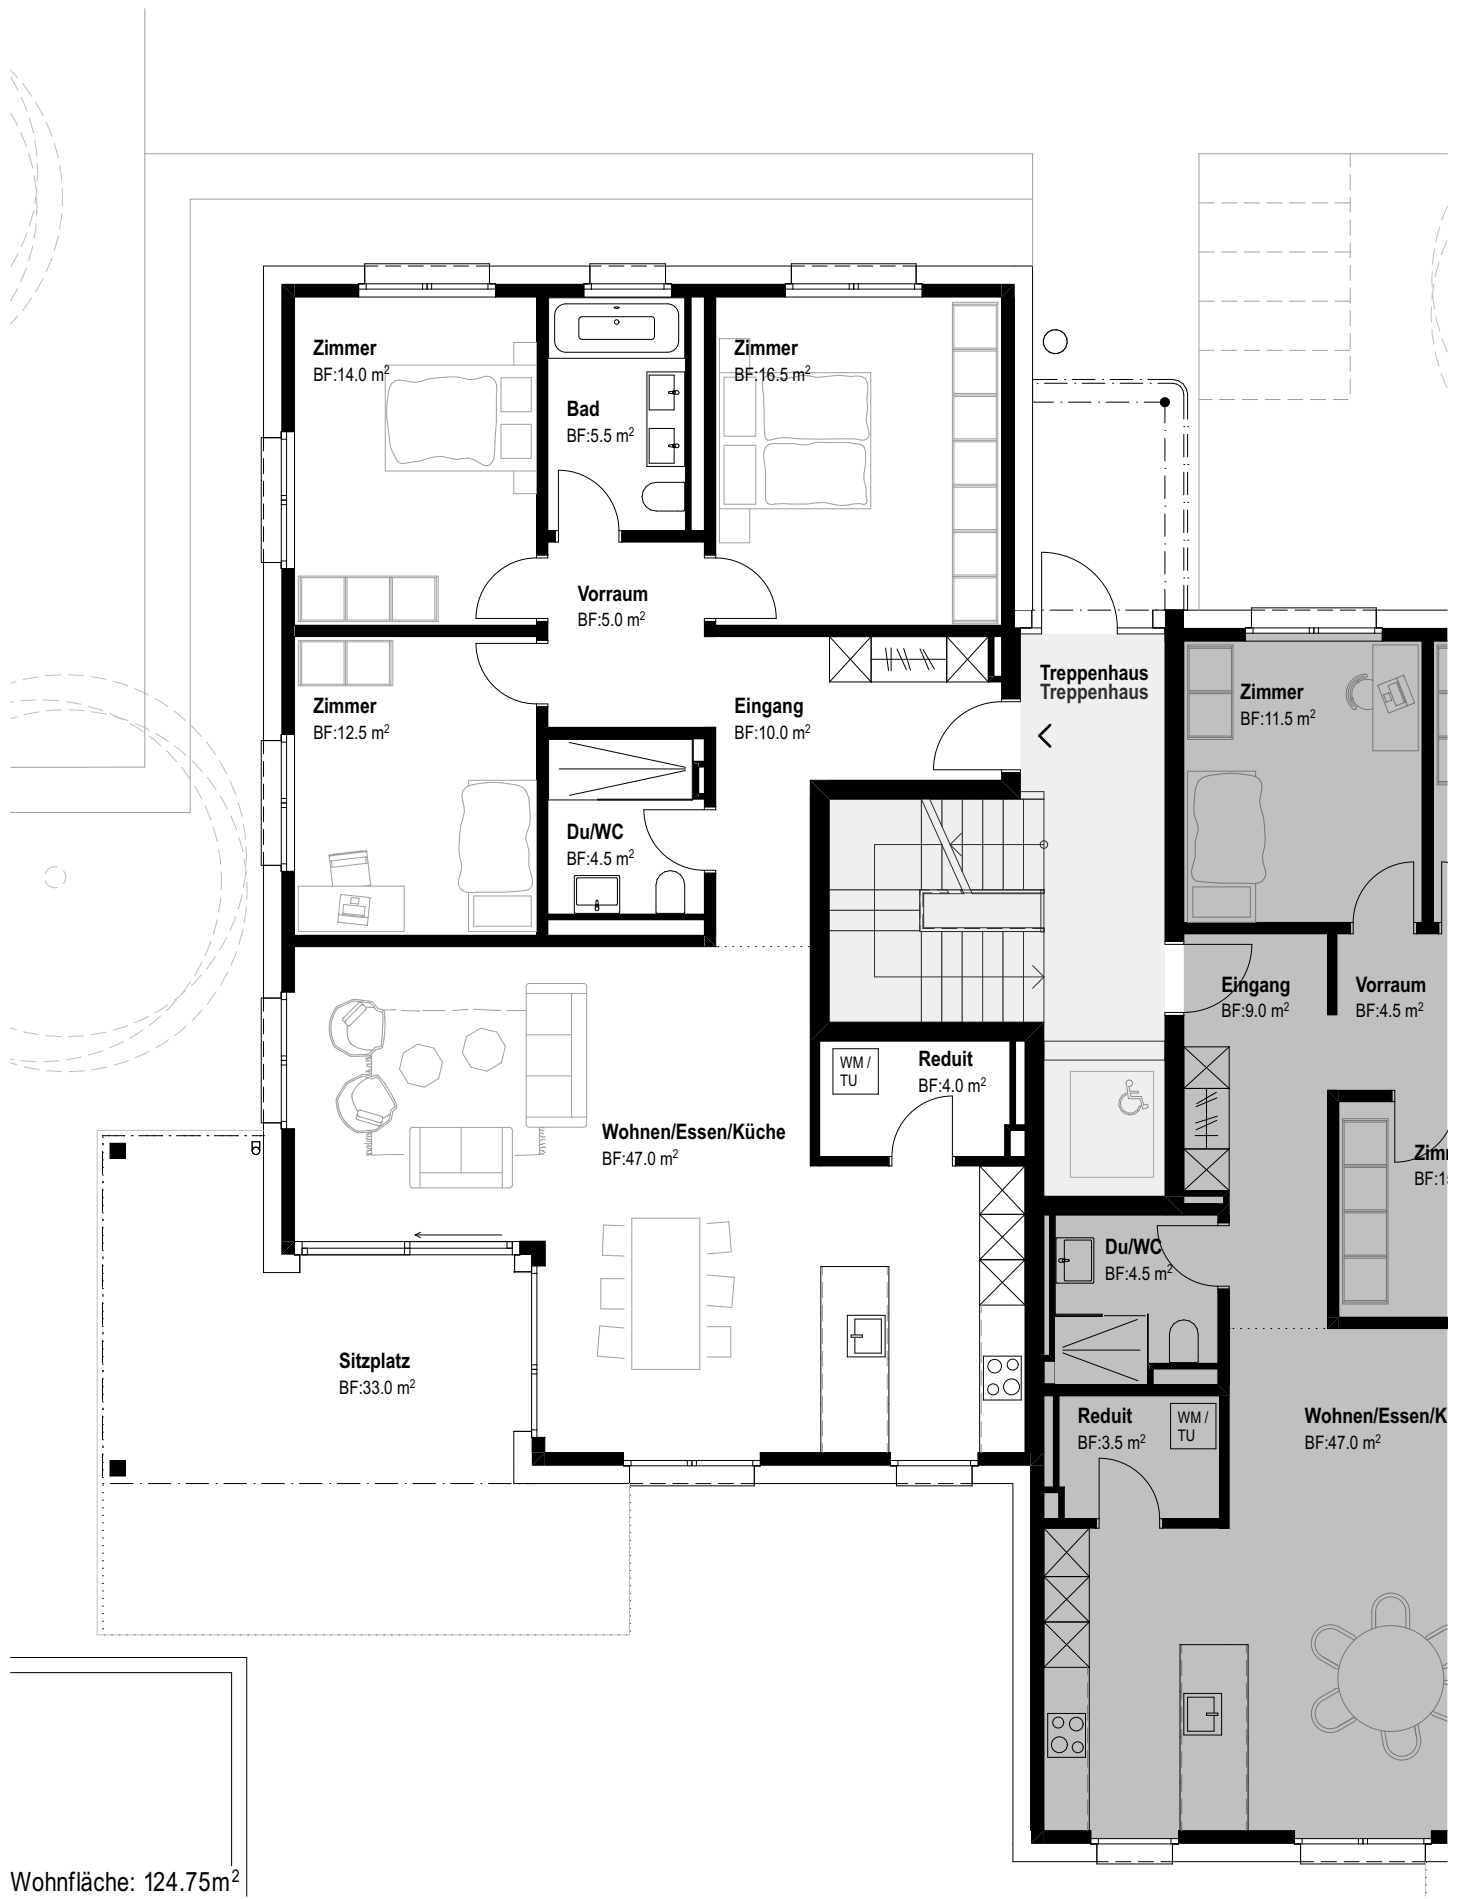 Zimmer
BF:14.0 m²
Bad
BF:5.5 m²
Zimmer
BF:16.5 m²
Vorraum
BF:5.0 m²
Zimmer
BF:12.5 m²
Eingang
BF:10.0 m²
Treppenhaus
Treppenhaus
Zimmer
BF:11.5 m²
Du/WC
BF:4.5 m²
Eingang
BF:9.0 m²
Vorraum
BF:4.5 m²
WM /
TU
Reduit
BF:4.0 m²
Wohnen/Essen/Küche
BF:47.0 m²
Zim
BF:1
Du/WC
BF:4.5 m²
Sitzplatz
BF:33.0 m²
Reduit
BF:3.5 m²
WM /
TU
Wohnen/Essen/K
BF:47.0 m²
Wohnfläche: 124.75m²